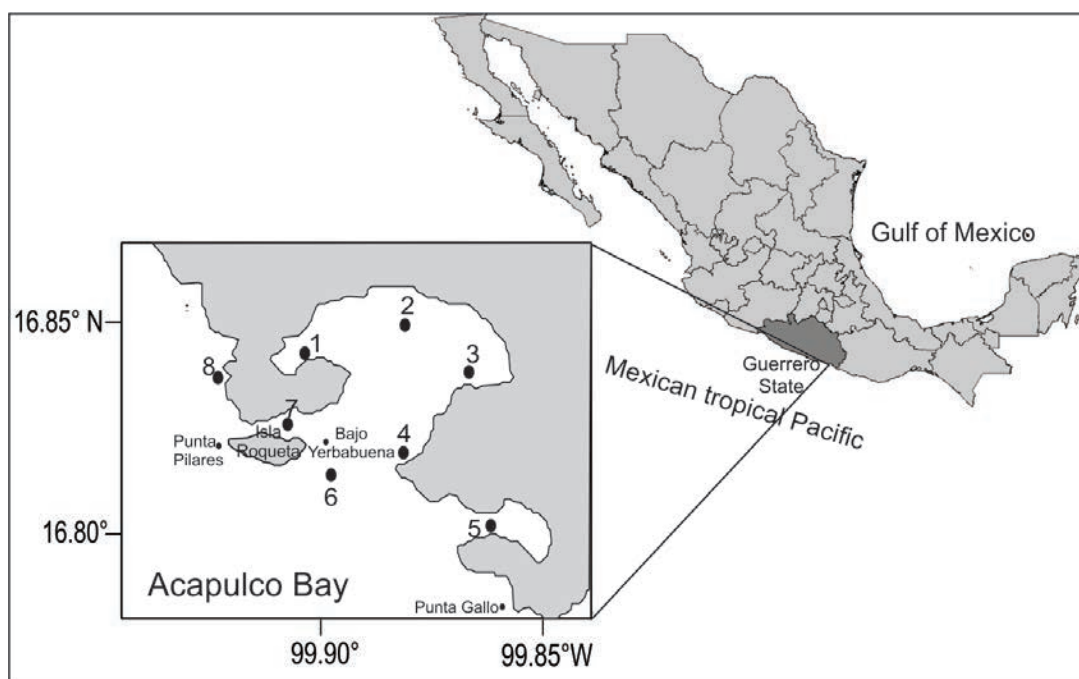 Gulf of Mexico
16.85° N
2
1
3
8
Guerrero
State
Mexican tropical Pacific
7
Isla
Roqueta
Bajo
Yerbabuena
Punta
Pilares
4
6
16.80°
5
Acapulco Bay
Punta Gallo
99.90°
99.85°W